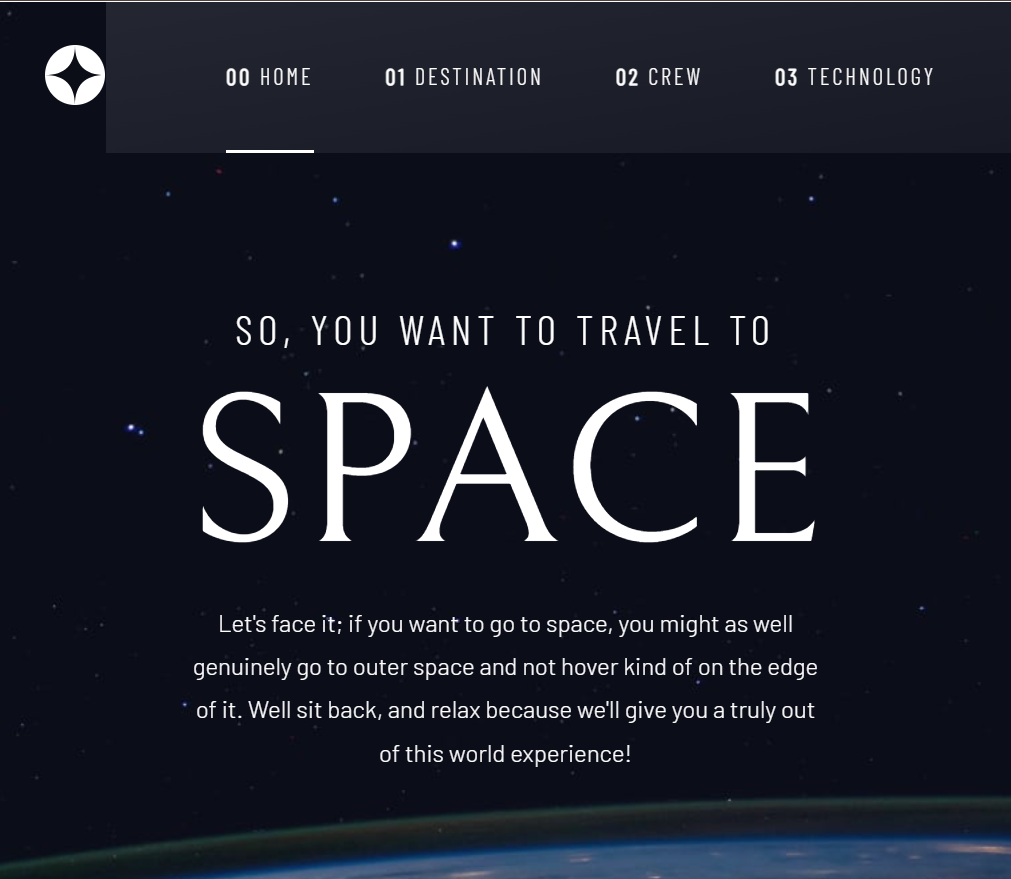 00 HOME 01 DESTINATION 02 CREW 03 TECHNOLOGY
SO, YOU WANT TO TRAVEL TO
SPACE
Let's face it; if you want to go to space, you might as well
genuinely go to outer space and not hover kind of on the edge
of it. Well sit back, and relax because we'll give you a truly out
of this world experience!